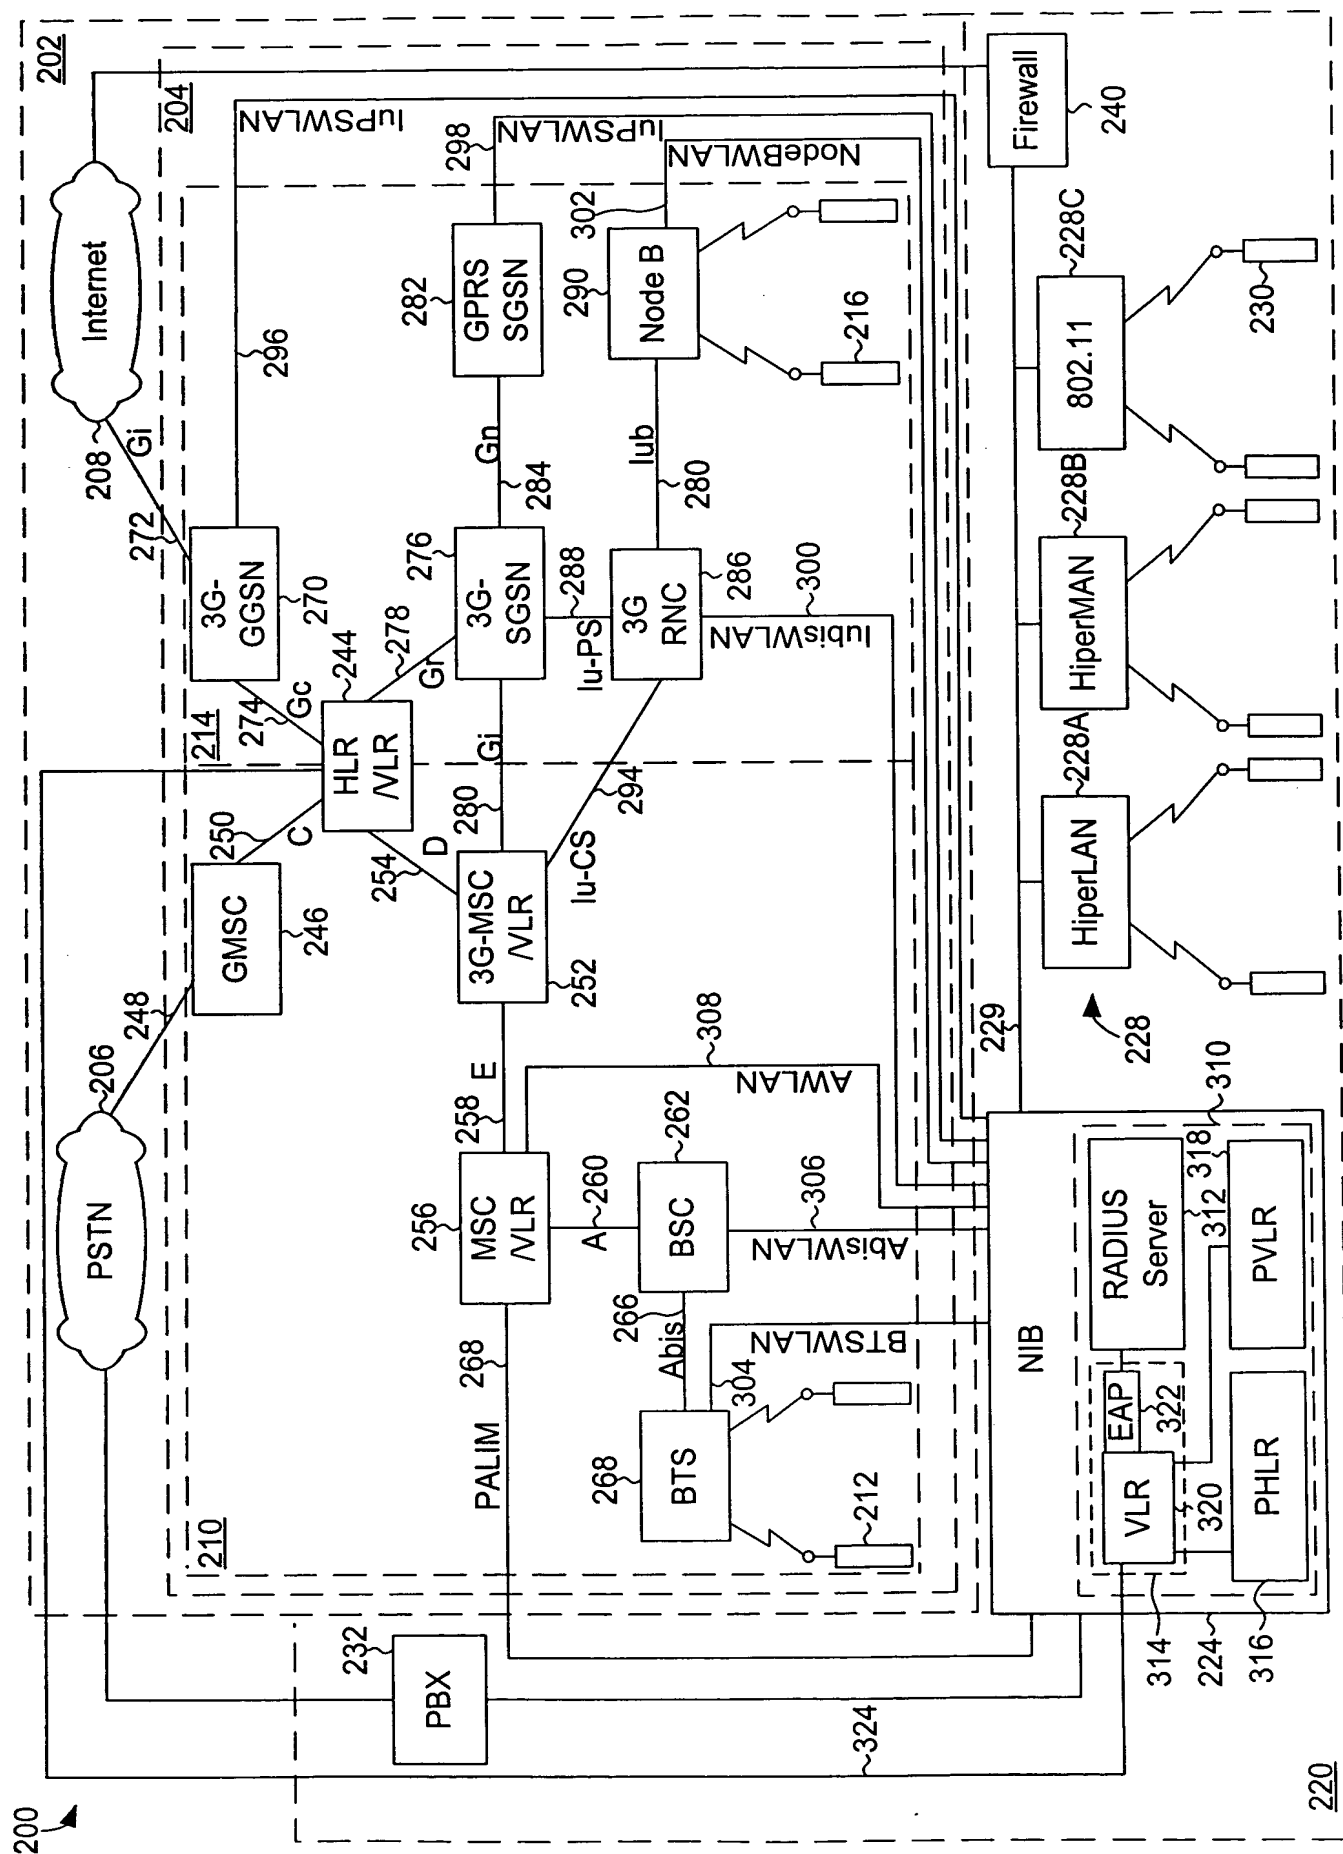 200
202
204
PSTN
206
Internet
208
248
Gi
272
GMSC
246
250
C
214
3G-
GGSN
270
Gc
274
296
IuPSWLAN
HLR
/VLR
244
254
D
278
Gr
PBX
232
210
PALIM
268
MSC
/VLR
256
E
258
3G-MSC
/VLR
252
Gi
280
3G-
SGSN
276
Gn
284
GPRS
SGSN
282
298
IuPSWLAN
Iu-CS
294
Iu-PS
288
A
260
308
AWLAN
BTS
268
Abis
266
BSC
262
3G
RNC
286
Iub
280
Node B
290
302
NodeBWLAN
304
BTSWLAN
306
AbisWLAN
300
IubisWLAN
212
216
324
NIB
229
Firewall
240
VLR
EAP
322
320
RADIUS
Server
312
310
318
PHLR
PVLR
314
224
316
228
HiperLAN
228A
HiperMAN
228B
802.11
228C
230
220